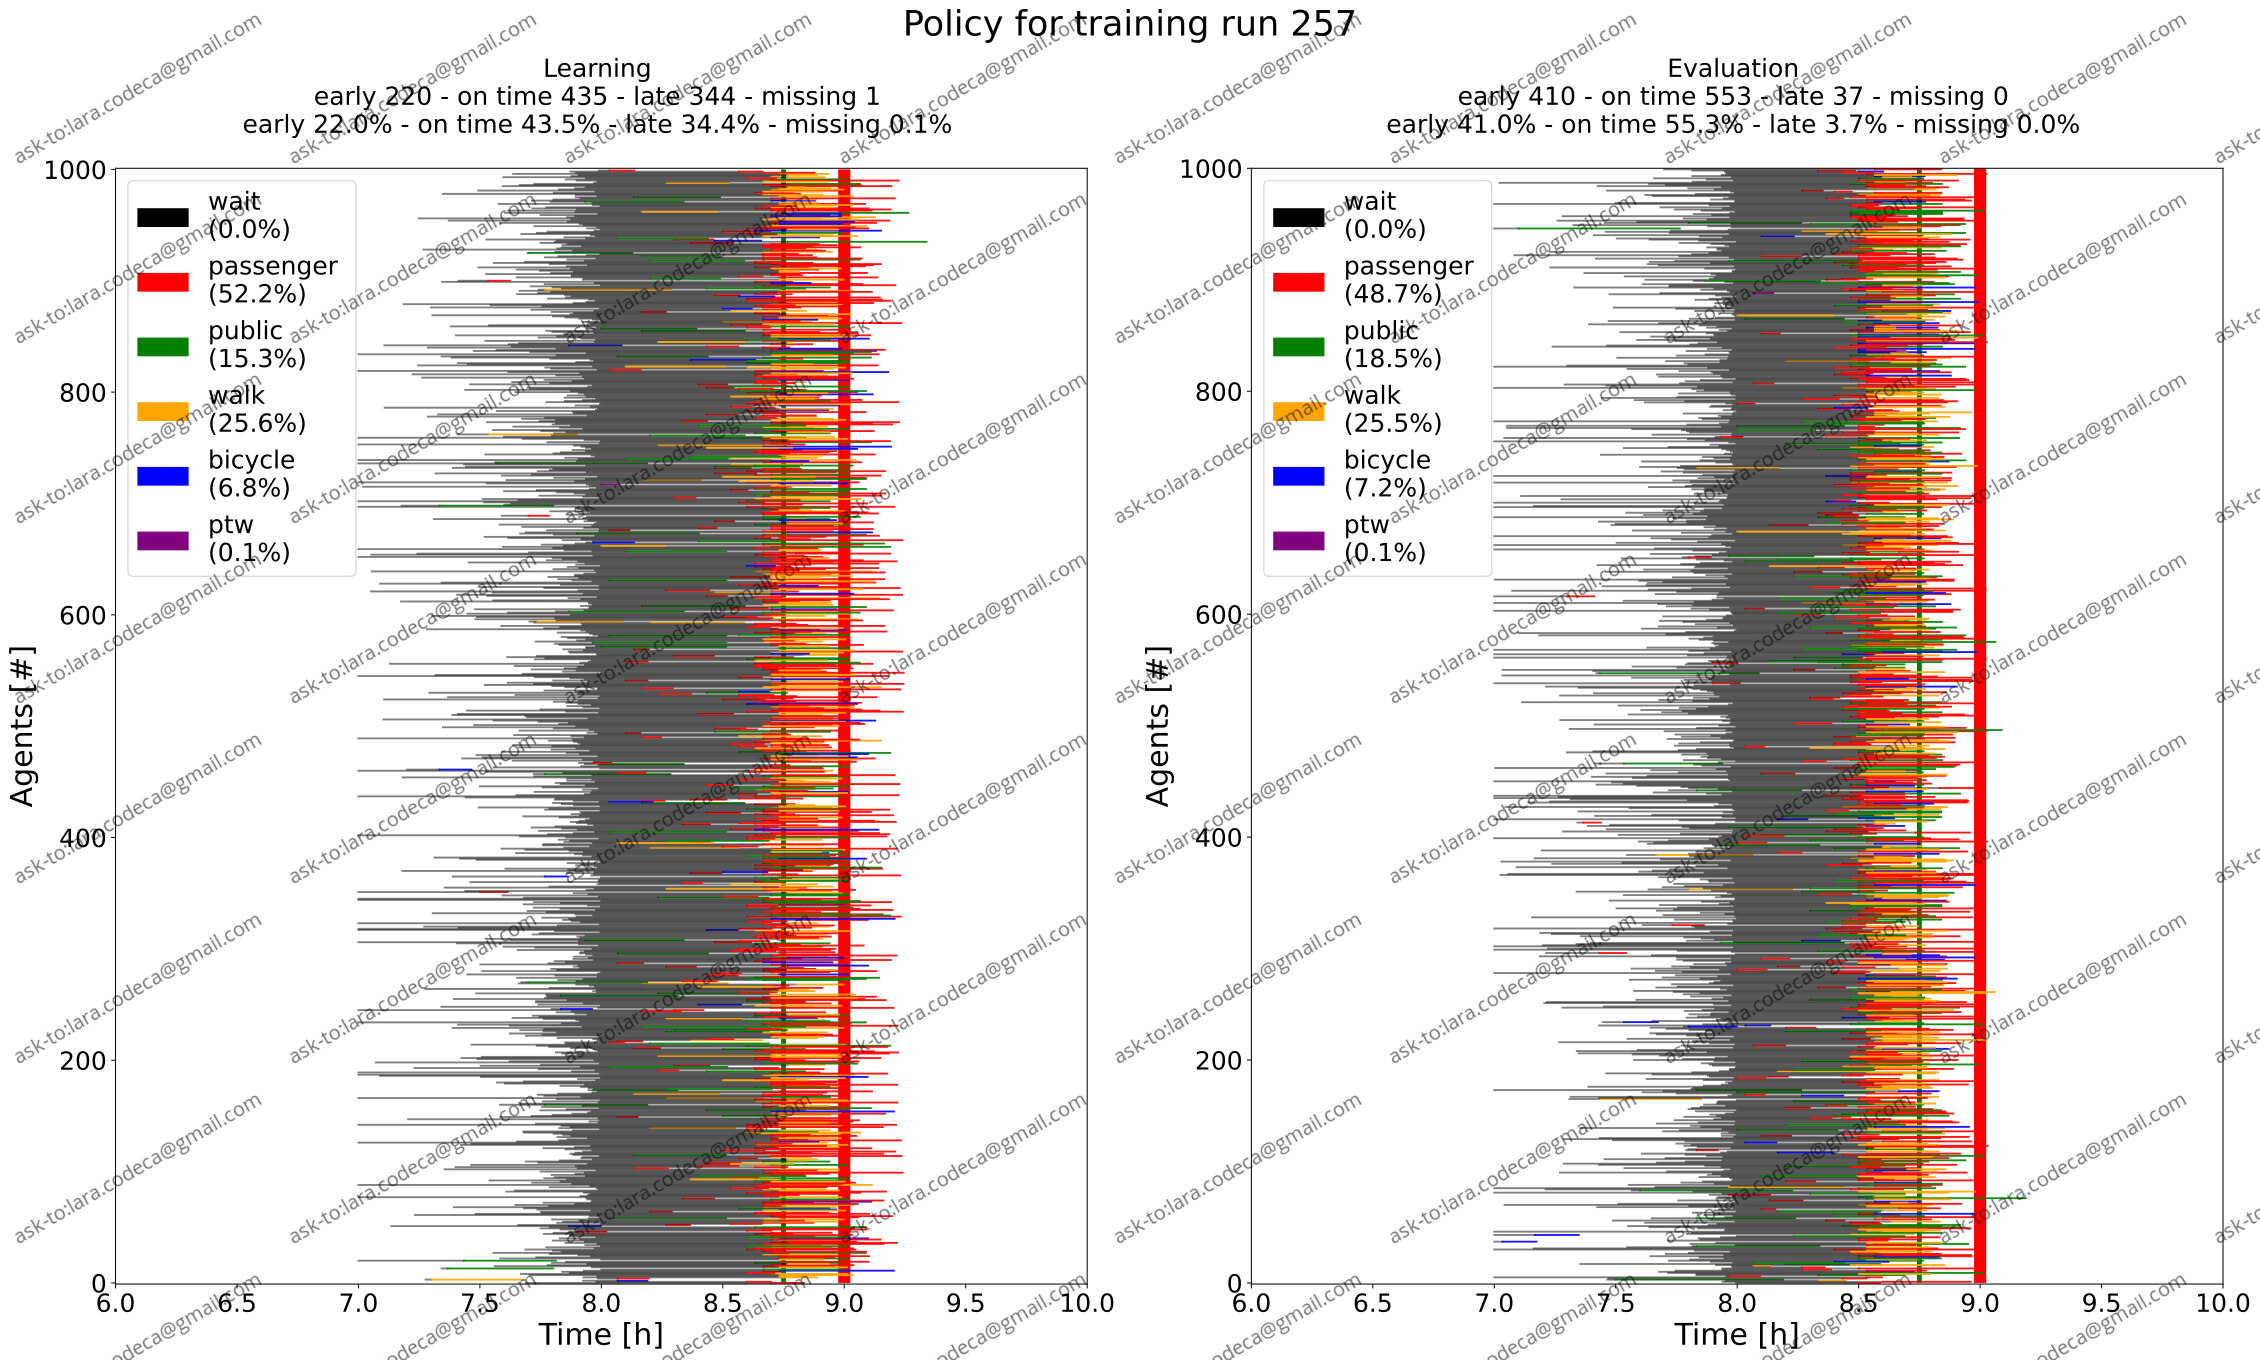 Policy for training run 257
Learning
early 220 - on time 435 - late 344 - missing 1
early 22.0% - on time 43.5% - late 34.4% - missing 0.1%
1000
800
600
400
200
0
Agents [#]
wait
(0.0%)
passenger
(52.2%)
public
(15.3%)
walk
(25.6%)
bicycle
(6.8%)
ptw
(0.1%)
6.0 6.5 7.0 7.5 8.0 8.5 9.0 9.5 10.0
Time [h]
Evaluation
early 410 - on time 553 - late 37 - missing 0
early 41.0% - on time 55.3% - late 3.7% - missing 0.0%
1000
800
600
400
200
0
Agents [#]
wait
(0.0%)
passenger
(48.7%)
public
(18.5%)
walk
(25.5%)
bicycle
(7.2%)
ptw
(0.1%)
6.0 6.5 7.0 7.5 8.0 8.5 9.0 9.5 10.0
Time [h]
ask-to:lara.codeca@gmail.com